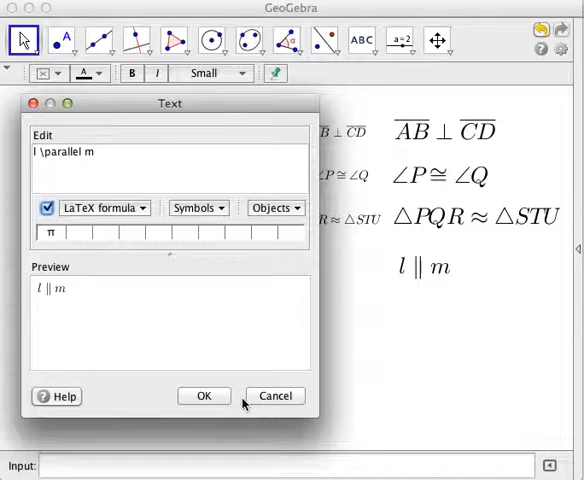 GeoGebra
ABC
a=2
A
B
I
Small
Text
Edit
l \parallel m
LaTeX formula
Symbols
Objects
π
Preview
l ∥ m
Help
OK
Cancel
B ⊥ CD
∠P ≅ ∠Q
R ≈ △STU
AB ⊥ CD
∠P ≅ ∠Q
△PQR ≈ △STU
l ∥ m
Input: